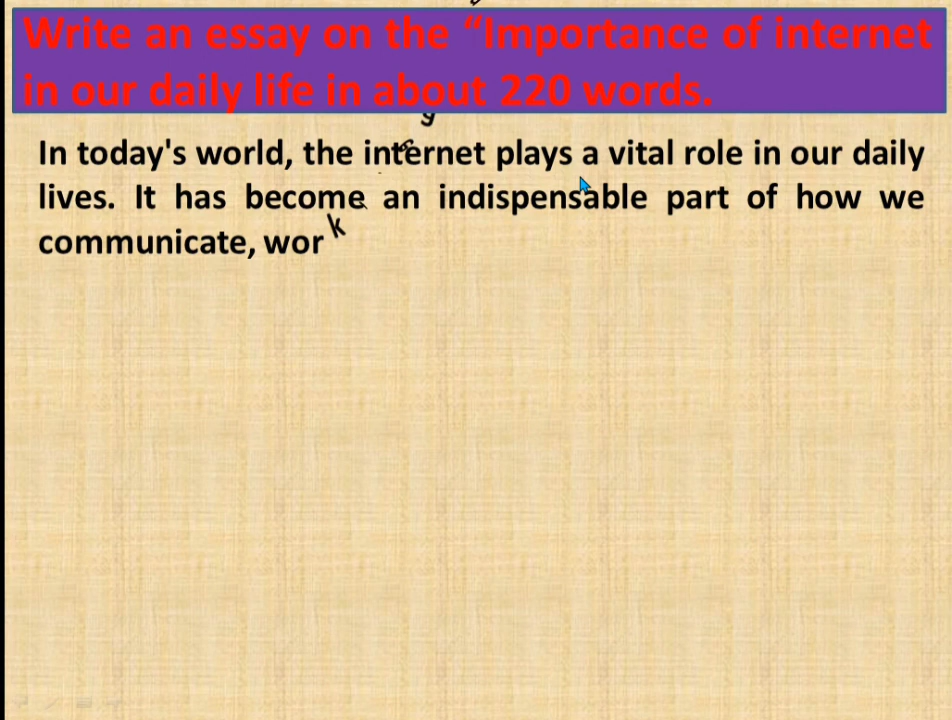 Write an essay on the “Importance of internet
in our daily life in about 220 words.
In today's world, the internet plays a vital role in our daily
lives. It has become an indispensable part of how we
communicate, work